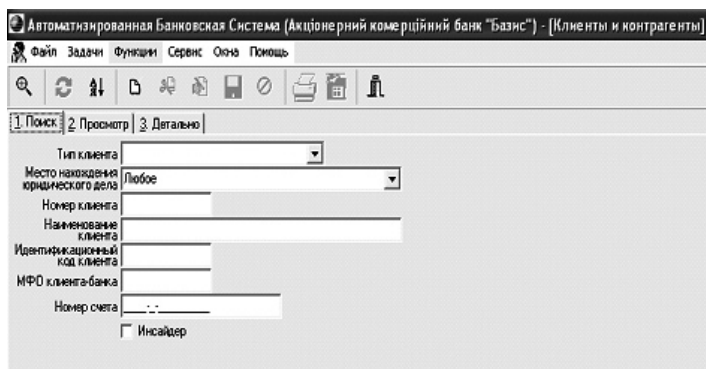 Автоматизированная Банковская Система (Акціонерний комерційний банк "Базис") - [Клиенты и контрагенты]
Файл Задачи Функции Сервис Окна Помощь
1 Поиск 2 Просмотр 3. Детально
Тип клиента
Место нахождения
юридического дела Любое
Номер клиента
Наименование
клиента
Идентификационный
код клиента
МФО клиента-банка
Номер счета ___-_-________
Инсайдер